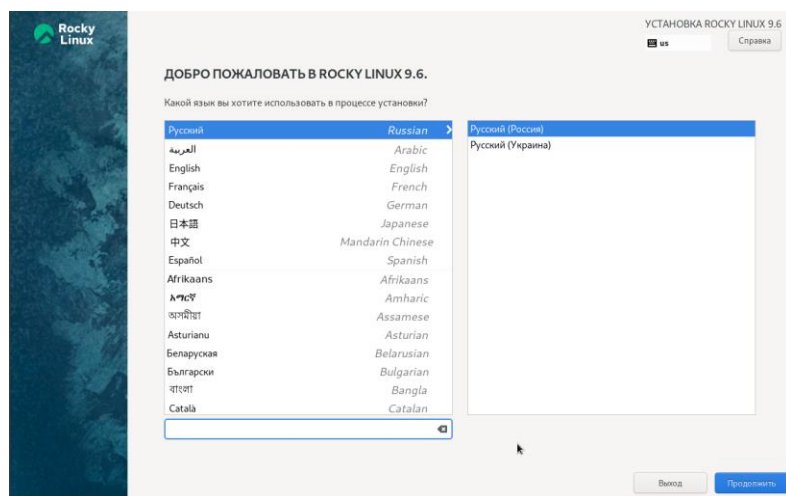 Rocky
Linux
УСТАНОВКА ROCKY LINUX 9.6
us
Справка
ДОБРО ПОЖАЛОВАТЬ В ROCKY LINUX 9.6.
Какой язык вы хотите использовать в процессе установки?
Русский Russian
العربية Arabic
English English
Français French
Deutsch German
日本語 Japanese
中文 Mandarin Chinese
Español Spanish
Afrikaans Afrikaans
አማርኛ Amharic
অসমীয়া Assamese
Asturianu Asturian
Беларуская Belarusian
Български Bulgarian
বাংলা Bangla
Català Catalan
Русский (Россия)
Русский (Украина)
Выход
Продолжить